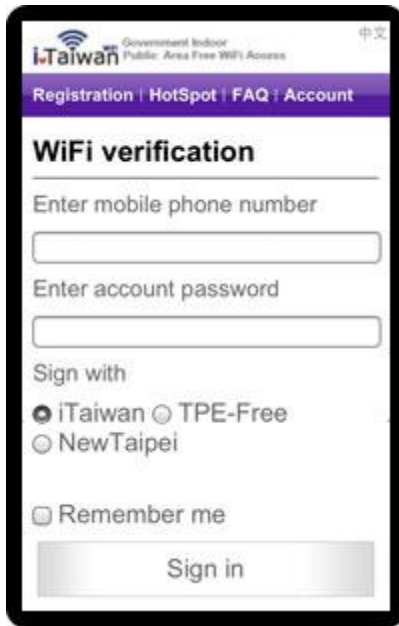 中文
iTaiwan Government Indoor
Public Area Free WiFi Access
Registration | HotSpot | FAQ | Account
WiFi verification
Enter mobile phone number
Enter account password
Sign with
iTaiwan TPE-Free
NewTaipei
Remember me
Sign in